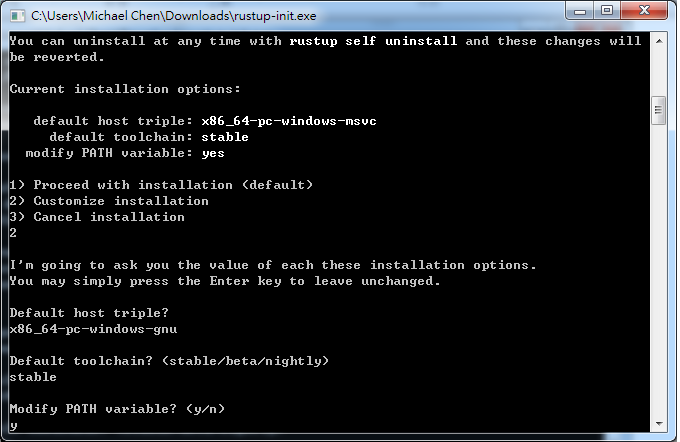 C:\Users\Michael Chen\Downloads\rustup-init.exe
You can uninstall at any time with rustup self uninstall and these changes will
be reverted.
Current installation options:
default host triple: x86_64-pc-windows-msvc
default toolchain: stable
modify PATH variable: yes
1) Proceed with installation (default)
2) Customize installation
3) Cancel installation
2
I'm going to ask you the value of each these installation options.
You may simply press the Enter key to leave unchanged.
Default host triple?
x86_64-pc-windows-gnu
Default toolchain? (stable/beta/nightly)
stable
Modify PATH variable? (y/n)
y